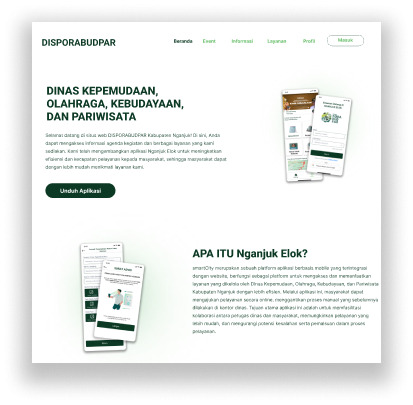 DISPORABUDPAR
Beranda Event Informasi Layanan Profil Masuk
DINAS KEPEMUDAAN,
OLAHRAGA, KEBUDAYAAN,
DAN PARIWISATA
Selamat datang di situs web DISPORABUDPAR Kabupaten Nganjuk! Di sini, Anda
dapat mengakses informasi agenda kegiatan dan berbagai layanan yang kami
sediakan. Kami telah mengembangkan aplikasi Nganjuk Elok untuk meningkatkan
efisiensi dan kecepatan pelayanan kepada masyarakat, sehingga masyarakat dapat
dengan lebih mudah menikmati layanan kami.
Unduh Aplikasi
APA ITU Nganjuk Elok?
smartCity merupakan sebuah platform aplikasi berbasis mobile yang terintegrasi
dengan website, berfungsi sebagai platform untuk mengakses dan memanfaatkan
layanan yang dikelola oleh Dinas Kepemudaan, Olahraga, Kebudayaan, dan Pariwisata
Kabupaten Nganjuk dengan lebih efisien. Melalui aplikasi ini, masyarakat dapat
mengajukan pelayanan secara online, menggantikan proses manual yang sebelumnya
dilakukan di kantor dinas. Tujuan utama aplikasi ini adalah untuk memfasilitasi
kolaborasi antara petugas dinas dan masyarakat, memungkinkan pelayanan yang
lebih mudah, dan mengurangi potensi kesalahan serta pemalsuan dalam proses
pelayanan.